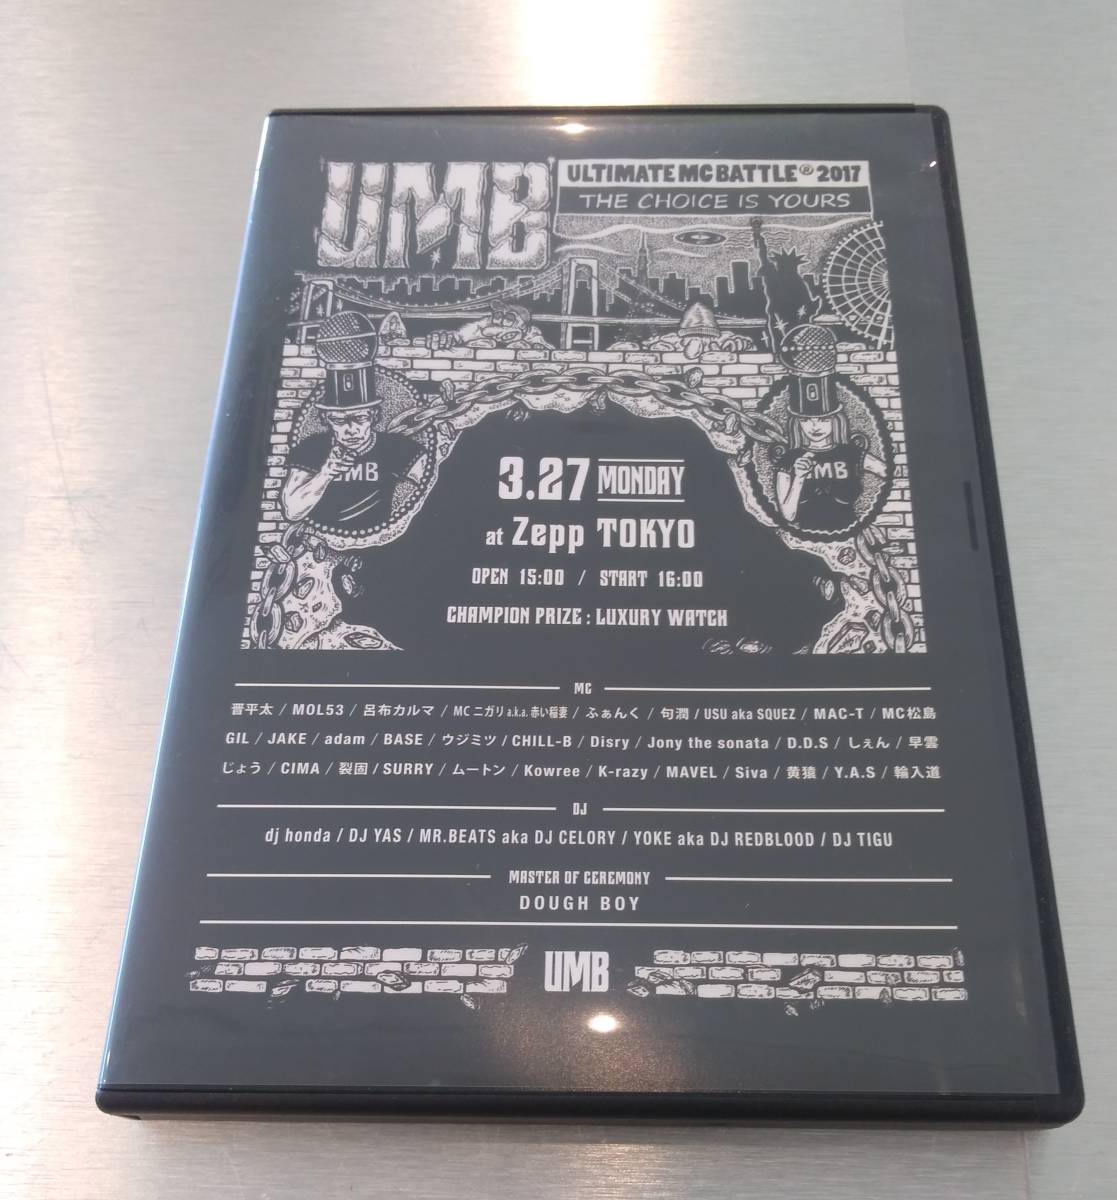 UMB
ULTIMATE MC BATTLE® 2017
THE CHOICE IS YOURS
UMB
UMB
3.27 MONDAY
at Zepp TOKYO
OPEN 15:00 / START 16:00
CHAMPION PRIZE : LUXURY WATCH
MC
晋平太 / MOL53 / 呂布カルマ / MC ニガリ a.k.a. 赤い稲妻 / ふぁんく / 句潤 / USU aka SQUEZ / MAC-T / MC松島
GIL / JAKE / adam / BASE / ウジミツ / CHILL-B / Disry / Jony the sonata / D.D.S / しぇん / 早雲
じょう / CIMA / 裂固 / SURRY / ムートン / Kowree / K-razy / MAVEL / Siva / 黄猿 / Y.A.S / 輪入道
DJ
dj honda / DJ YAS / MR.BEATS aka DJ CELORY / YOKE aka DJ REDBLOOD / DJ TIGU
MASTER OF CEREMONY
DOUGH BOY
UMB